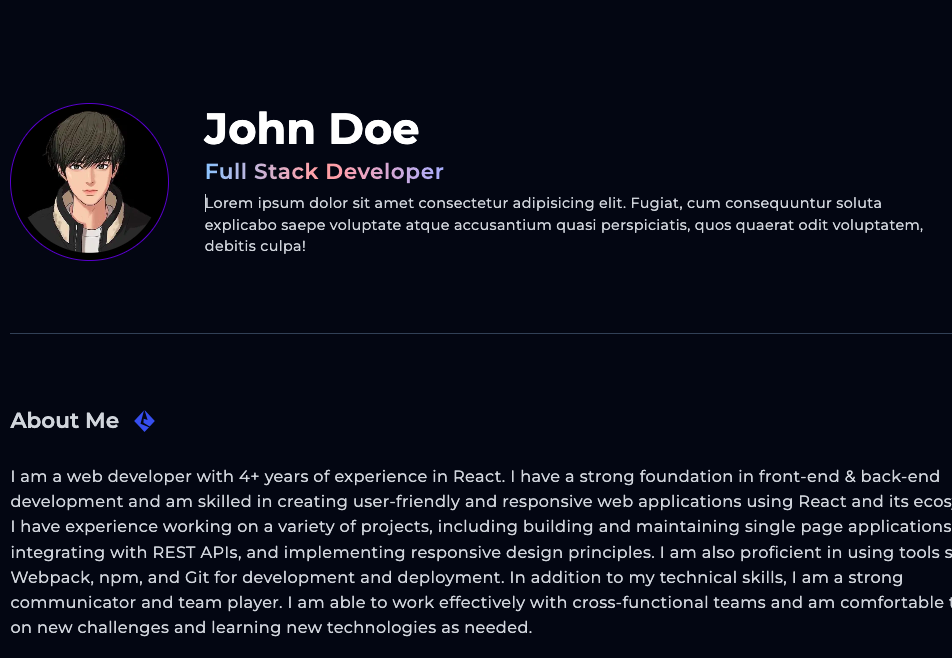 John Doe
Full Stack Developer
Lorem ipsum dolor sit amet consectetur adipisicing elit. Fugiat, cum consequuntur soluta
explicabo saepe voluptate atque accusantium quasi perspiciatis, quos quaerat odit voluptatem,
debitis culpa!
About Me
I am a web developer with 4+ years of experience in React. I have a strong foundation in front-end & back-end
development and am skilled in creating user-friendly and responsive web applications using React and its
I have experience working on a variety of projects, including building and maintaining single page applications
integrating with REST APIs, and implementing responsive design principles. I am also proficient in using tools
Webpack, npm, and Git for development and deployment. In addition to my technical skills, I am a strong
communicator and team player. I am able to work effectively with cross-functional teams and am comfortable
on new challenges and learning new technologies as needed.